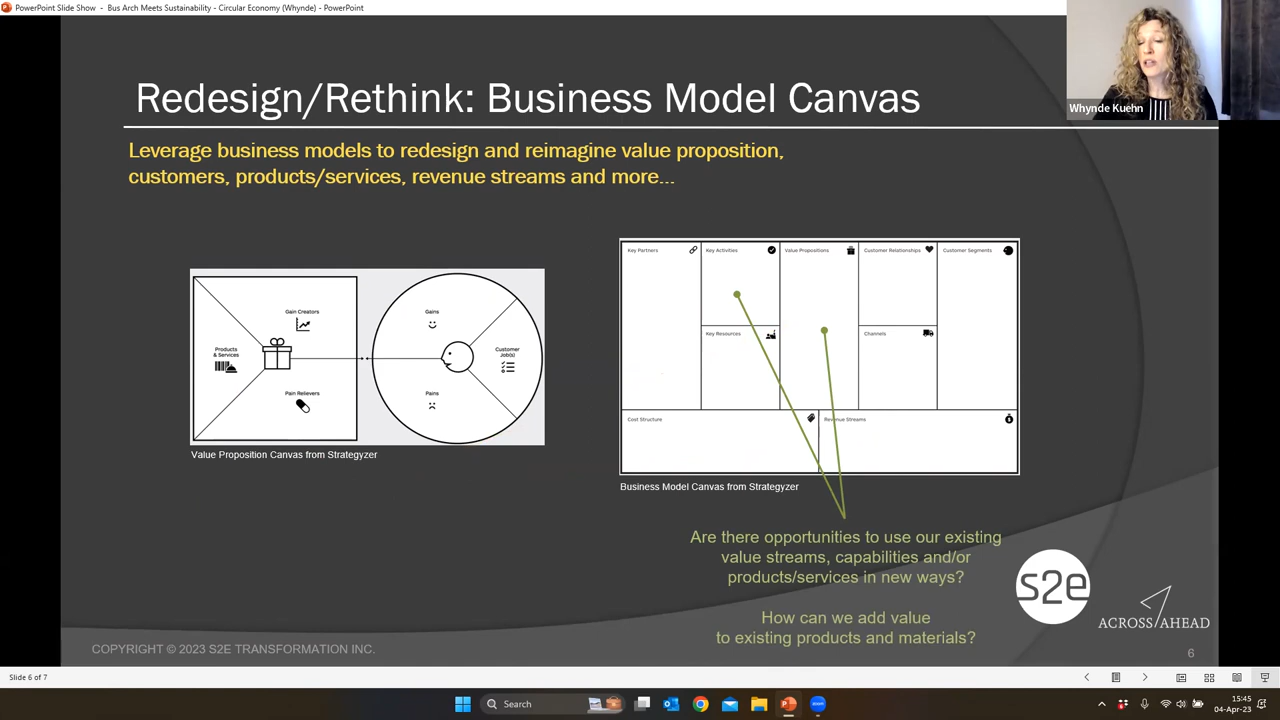 PowerPoint Slide Show - Bus Arch Meets Sustainability - Circular Economy (Whynde) - PowerPoint
Whynde Kuehn
Redesign/Rethink: Business Model Canvas
Leverage business models to redesign and reimagine value proposition,
customers, products/services, revenue streams and more...
Gain Creators
Products
& Services
Pain Relievers
Gains
Customer
Job(s)
Pains
Value Proposition Canvas from Strategyzer
Key Partners
Key Activities
Value Propositions
Customer Relationships
Customer Segments
Key Resources
Channels
Cost Structure
Revenue Streams
Business Model Canvas from Strategyzer
Are there opportunities to use our existing
value streams, capabilities and/or
products/services in new ways?
How can we add value
to existing products and materials?
s2e
ACROSS/AHEAD
COPYRIGHT © 2023 S2E TRANSFORMATION INC.
6
Slide 6 of 7
Search
zoom
15:45
04-Apr-23